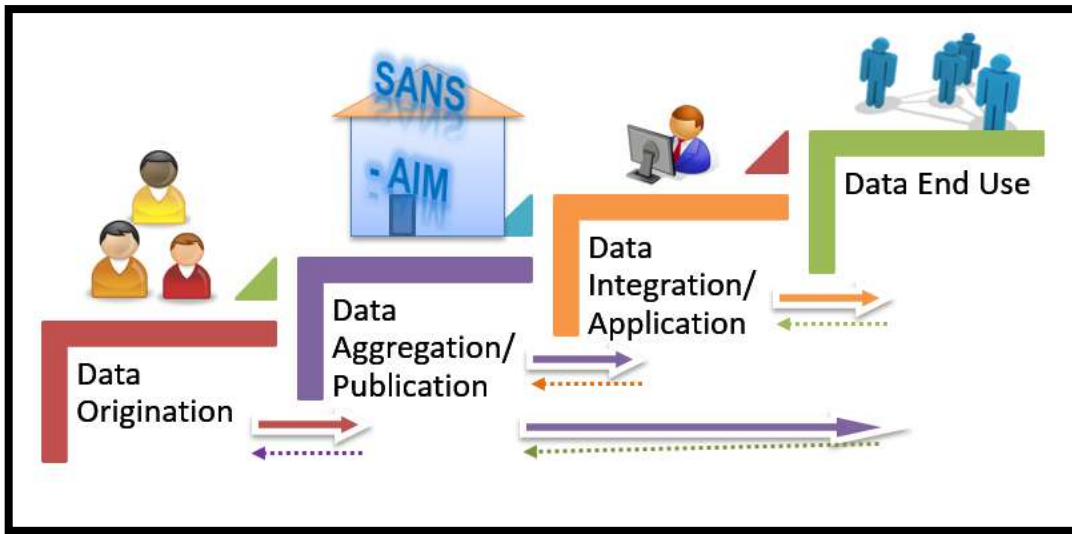 SANS
- AIM
Data
Origination
Data
Aggregation/
Publication
Data
Integration/
Application
Data End Use